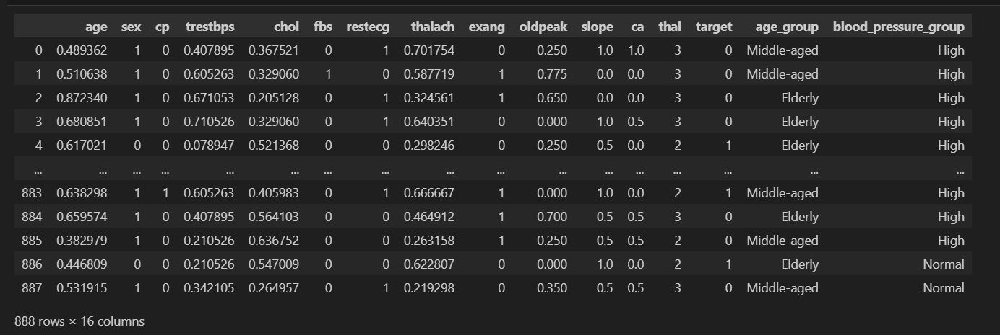 age sex cp trestbps chol fbs restecg thalach exang oldpeak slope ca thal target age_group blood_pressure_group
0 0.489362 1 0 0.407895 0.367521 0 1 0.701754 0 0.250 1.0 1.0 3 0 Middle-aged High
1 0.510638 1 0 0.605263 0.329060 1 0 0.587719 1 0.775 0.0 0.0 3 0 Middle-aged High
2 0.872340 1 0 0.671053 0.205128 0 1 0.324561 1 0.650 0.0 0.0 3 0 Elderly High
3 0.680851 1 0 0.710526 0.329060 0 1 0.640351 0 0.000 1.0 0.5 3 0 Elderly High
4 0.617021 0 0 0.078947 0.521368 0 0 0.298246 0 0.250 0.5 0.0 2 1 Elderly High
... ... ... ... ... ... ... ... ... ... ... ... ... ... ... ... ...
883 0.638298 1 1 0.605263 0.405983 0 1 0.666667 1 0.000 1.0 0.0 2 1 Middle-aged High
884 0.659574 1 0 0.407895 0.564103 0 0 0.464912 1 0.700 0.5 0.5 3 0 Elderly High
885 0.382979 1 0 0.210526 0.636752 0 0 0.263158 1 0.250 0.5 0.5 2 0 Middle-aged High
886 0.446809 0 0 0.210526 0.547009 0 0 0.622807 0 0.000 1.0 0.0 2 1 Elderly Normal
887 0.531915 1 0 0.342105 0.264957 0 1 0.219298 0 0.350 0.5 0.5 3 0 Middle-aged Normal
888 rows × 16 columns